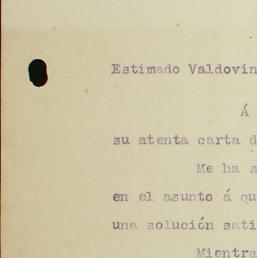 Estimado Valdovin
Á
su atenta carta d
Me ha s
en el asunto á qu
una solución sati
Mientra